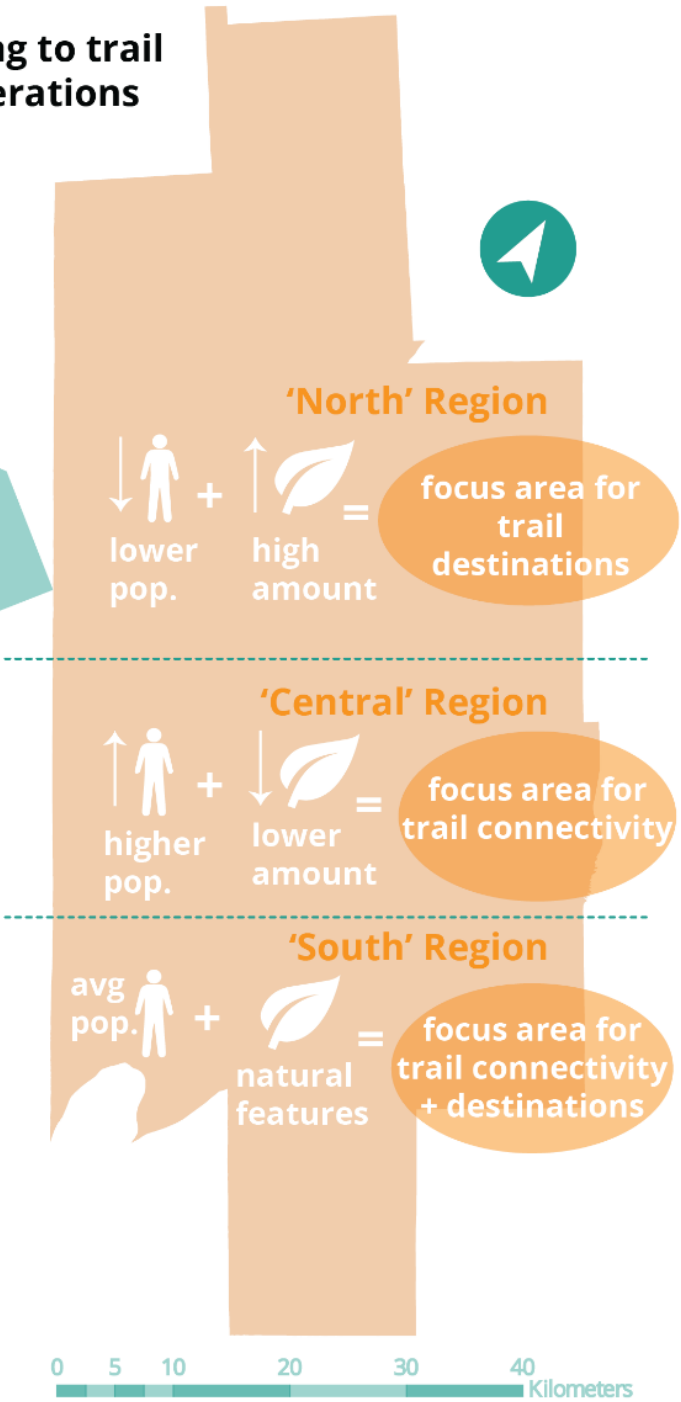 ng to trail
erations
‘North’ Region
lower
pop.
+
high
amount
=
focus area for
trail
destinations
‘Central’ Region
higher
pop.
+
lower
amount
=
focus area for
trail connectivity
‘South’ Region
avg
pop.
+
natural
features
=
focus area for
trail connectivity
+ destinations
0 5 10 20 30 40
Kilometers